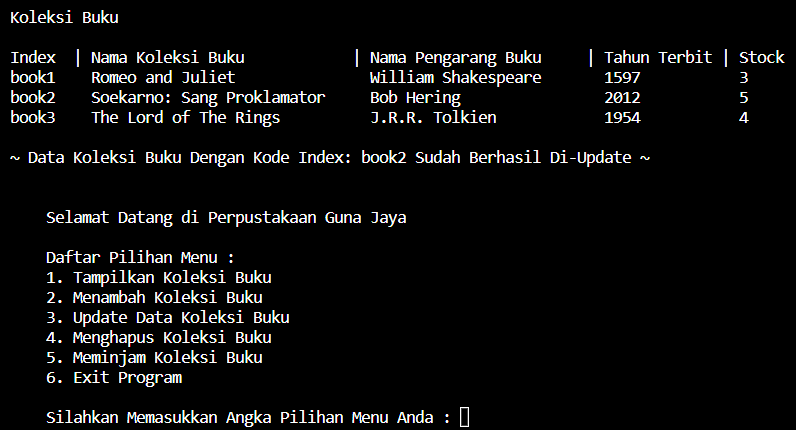 Koleksi Buku
Index | Nama Koleksi Buku | Nama Pengarang Buku | Tahun Terbit | Stock
book1 Romeo and Juliet William Shakespeare 1597 3
book2 Soekarno: Sang Proklamator Bob Hering 2012 5
book3 The Lord of The Rings J.R.R. Tolkien 1954 4
~ Data Koleksi Buku Dengan Kode Index: book2 Sudah Berhasil Di-Update ~
Selamat Datang di Perpustakaan Guna Jaya
Daftar Pilihan Menu :
1. Tampilkan Koleksi Buku
2. Menambah Koleksi Buku
3. Update Data Koleksi Buku
4. Menghapus Koleksi Buku
5. Meminjam Koleksi Buku
6. Exit Program
Silahkan Memasukkan Angka Pilihan Menu Anda :